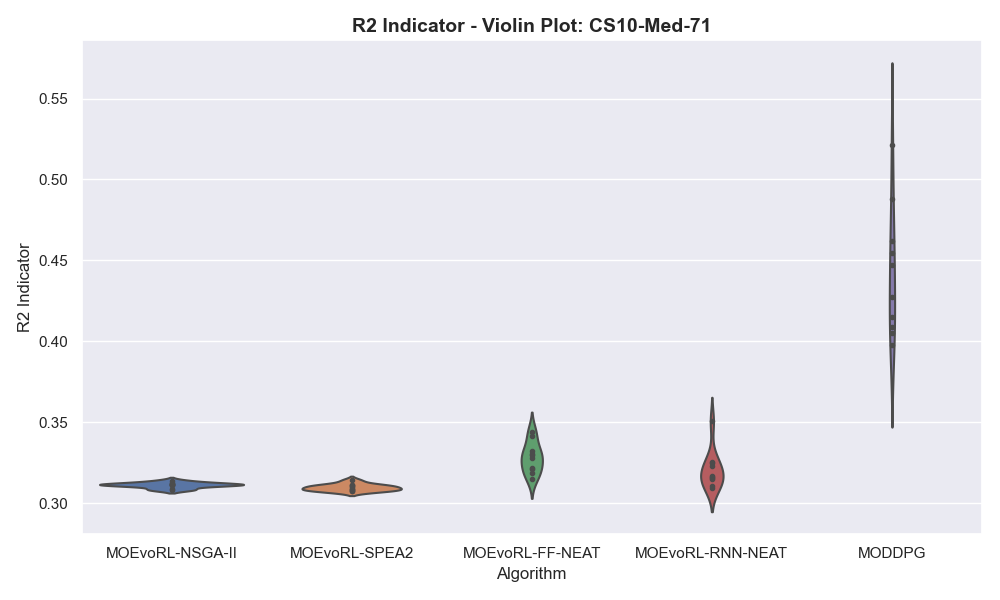 R2 Indicator - Violin Plot: CS10-Med-71
0.55
0.50
0.45
0.40
0.35
0.30
R2 Indicator
MOEvoRL-NSGA-II MOEvoRL-SPEA2 MOEvoRL-FF-NEAT MOEvoRL-RNN-NEAT MODDPG
Algorithm